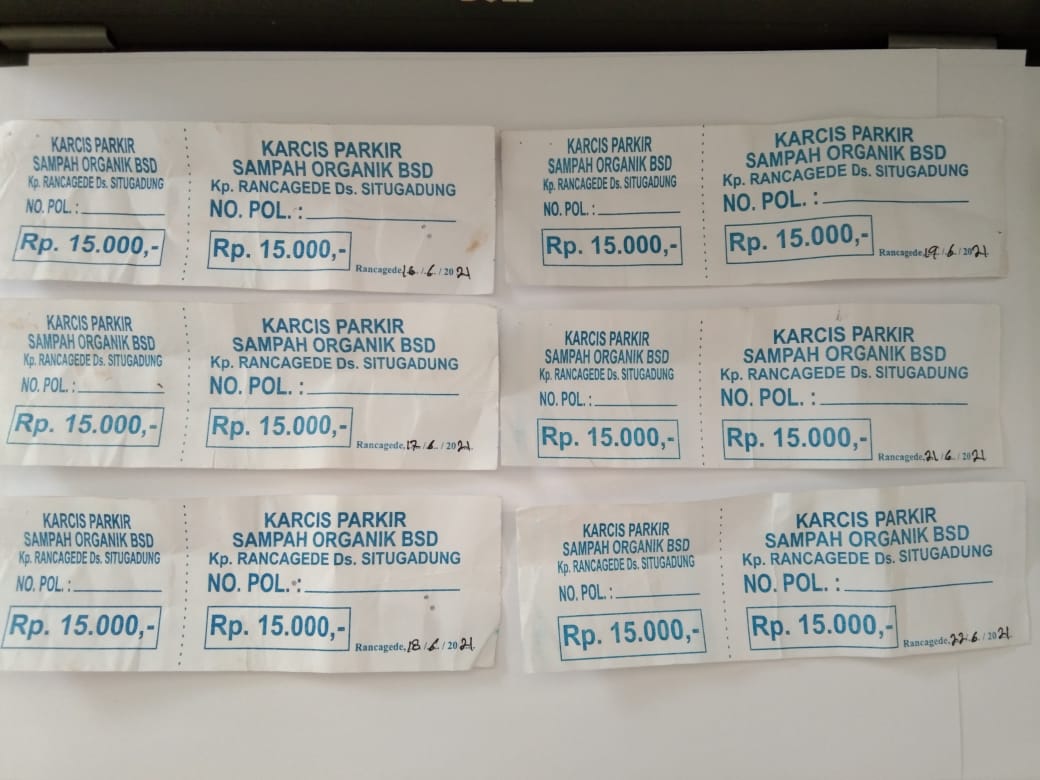 KARCIS PARKIR
SAMPAH ORGANIK BSD
Kp. RANCAGEDE Ds. SITUGADUNG
NO. POL. :
Rp. 15.000,-
KARCIS PARKIR
SAMPAH ORGANIK BSD
Kp. RANCAGEDE Ds. SITUGADUNG
NO. POL. :
Rp. 15.000,-
Rancagede, 16 / 6 / 2021
KARCIS PARKIR
SAMPAH ORGANIK BSD
Kp. RANCAGEDE Ds. SITUGADUNG
NO. POL. :
Rp. 15.000,-
KARCIS PARKIR
SAMPAH ORGANIK BSD
Kp. RANCAGEDE Ds. SITUGADUNG
NO. POL. :
Rp. 15.000,-
Rancagede, 19 / 6 / 2021
KARCIS PARKIR
SAMPAH ORGANIK BSD
Kp. RANCAGEDE Ds. SITUGADUNG
NO. POL. :
Rp. 15.000,-
KARCIS PARKIR
SAMPAH ORGANIK BSD
Kp. RANCAGEDE Ds. SITUGADUNG
NO. POL. :
Rp. 15.000,-
Rancagede, 17 / 6 / 2021
KARCIS PARKIR
SAMPAH ORGANIK BSD
Kp. RANCAGEDE Ds. SITUGADUNG
NO. POL. :
Rp. 15.000,-
KARCIS PARKIR
SAMPAH ORGANIK BSD
Kp. RANCAGEDE Ds. SITUGADUNG
NO. POL. :
Rp. 15.000,-
Rancagede, 21 / 6 / 2021
KARCIS PARKIR
SAMPAH ORGANIK BSD
Kp. RANCAGEDE Ds. SITUGADUNG
NO. POL. :
Rp. 15.000,-
KARCIS PARKIR
SAMPAH ORGANIK BSD
Kp. RANCAGEDE Ds. SITUGADUNG
NO. POL. :
Rp. 15.000,-
Rancagede, 18 / 6 / 2021
KARCIS PARKIR
SAMPAH ORGANIK BSD
Kp. RANCAGEDE Ds. SITUGADUNG
NO. POL. :
Rp. 15.000,-
KARCIS PARKIR
SAMPAH ORGANIK BSD
Kp. RANCAGEDE Ds. SITUGADUNG
NO. POL. :
Rp. 15.000,-
Rancagede, 22 / 6 / 2021